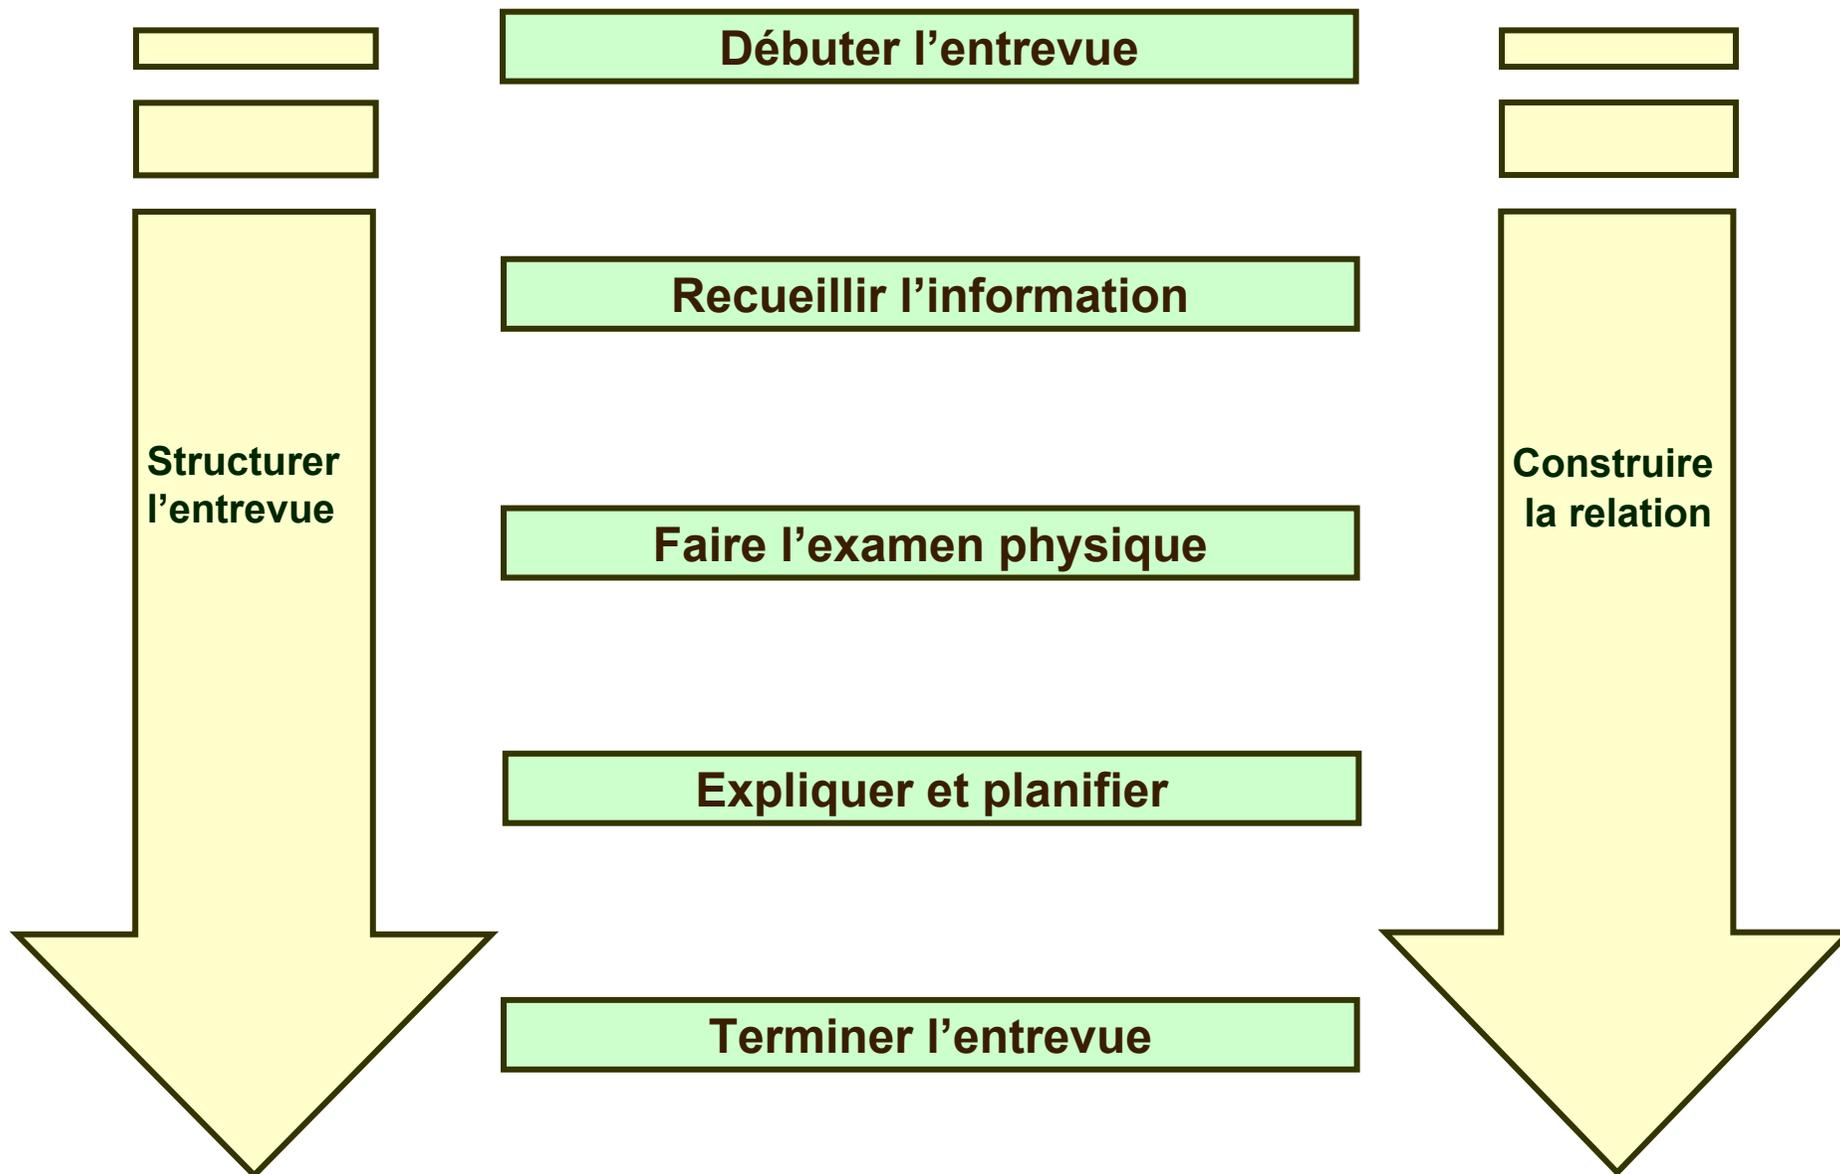 Débuter l’entrevue
Recueillir l’information
Structurer
l’entrevue
Construire
la relation
Faire l’examen physique
Expliquer et planifier
Terminer l’entrevue